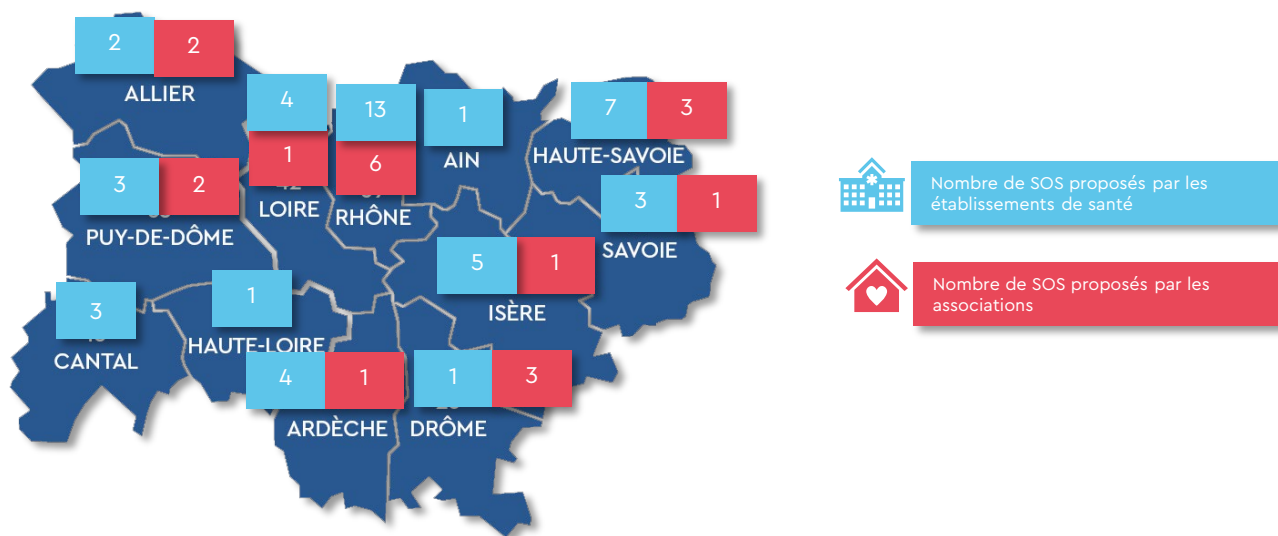 2 2
ALLIER
4
1
LOIRE
13
6
RHÔNE
1
AIN
7 3
HAUTE-SAVOIE
3 2
PUY-DE-DÔME
3 1
SAVOIE
5 1
ISÈRE
3
CANTAL
1
HAUTE-LOIRE
4 1
ARDÈCHE
1 3
DRÔME
Nombre de SOS proposés par les
établissements de santé
Nombre de SOS proposés par les
associations